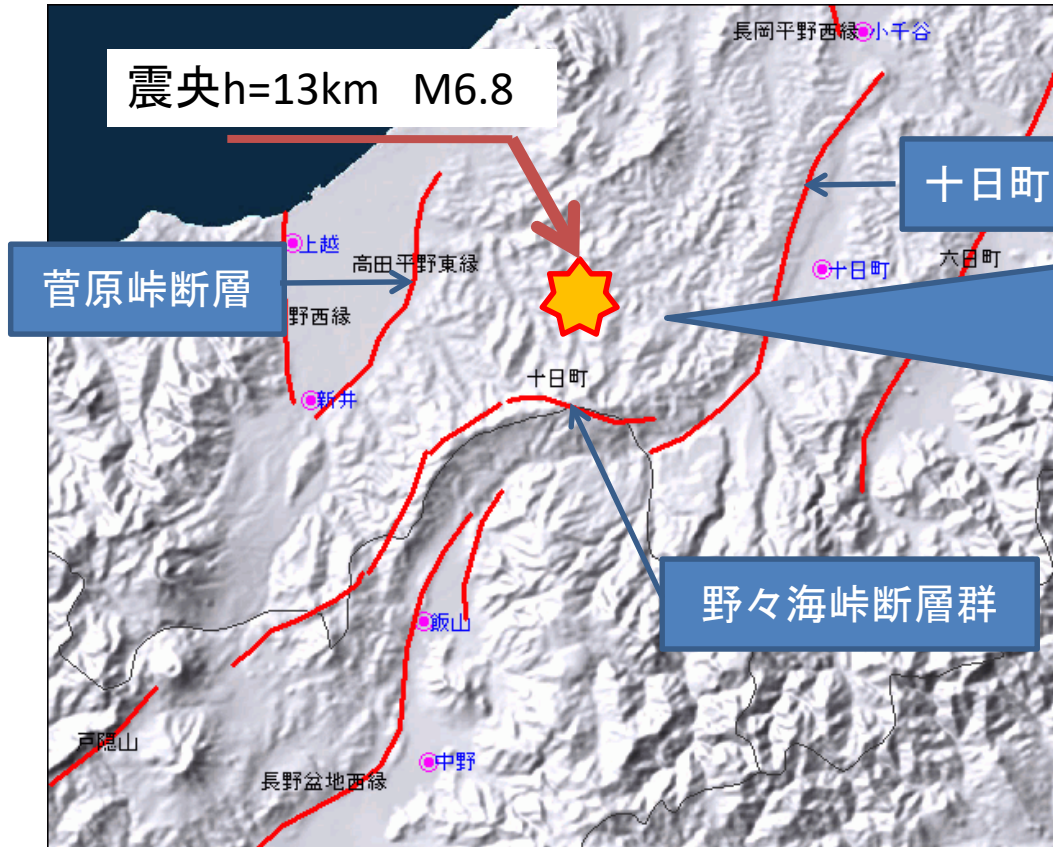 長岡平野西縁
小千谷
震央h=13km M6.8
十日町
上越
高田平野東縁
十日町
六日町
菅原峠断層
野西縁
十日町
新井
野々海峠断層群
飯山
戸隠山
中野
長野盆地西縁